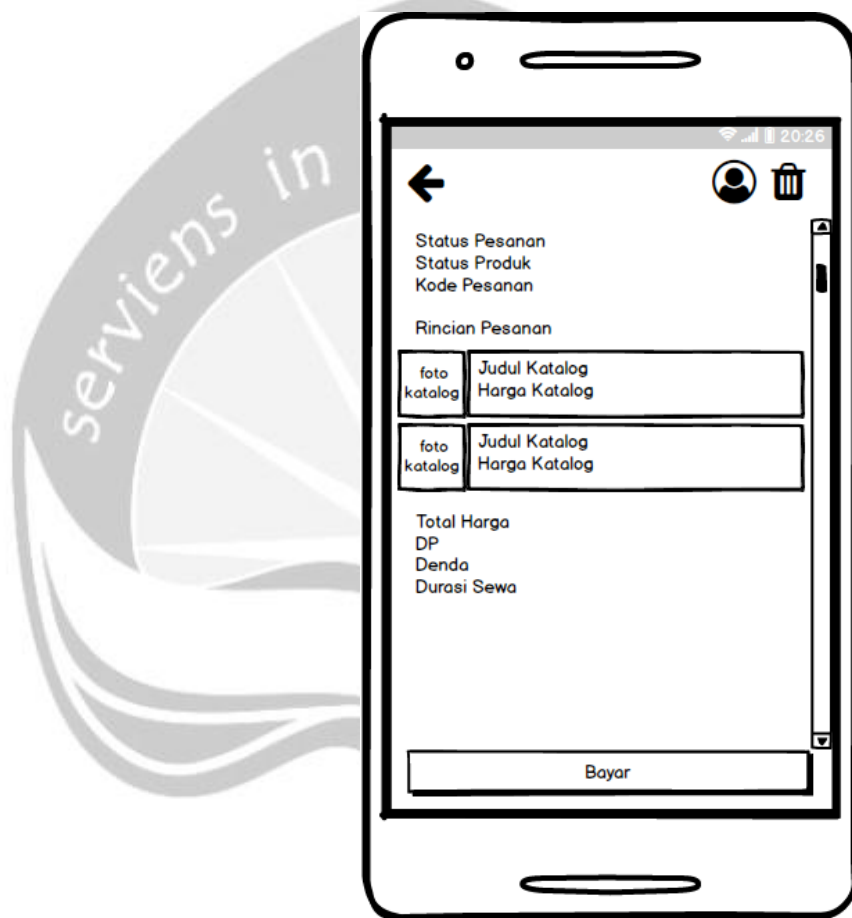 serviens in
20:26
Status Pesanan
Status Produk
Kode Pesanan
Rincian Pesanan
foto
katalog
Judul Katalog
Harga Katalog
foto
katalog
Judul Katalog
Harga Katalog
Total Harga
DP
Denda
Durasi Sewa
Bayar